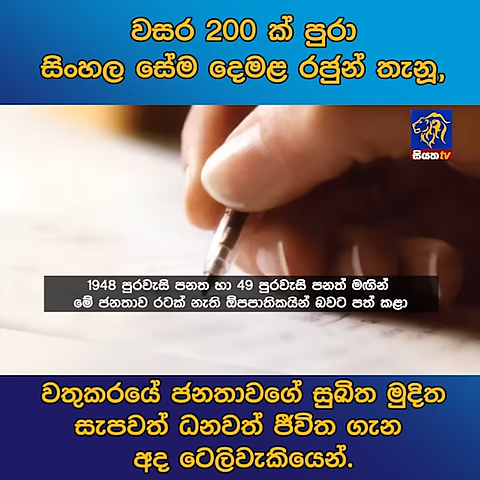 වසර 200 ක් පුරා
සිංහල සේම දෙමළ රජුන් තැනූ,
සියත tv
1948 පුරවැසි පනත හා 49 පුරවැසි පනත් මඟින්
මේ ජනතාව රටක් නැති ඕපපාතිකයින් බවට පත් කළා
වතුකරයේ ජනතාවගේ සුඛිත මුදිත
සැපවත් ධනවත් ජීවිත ගැන
අද ටෙලිවැකියෙන්.